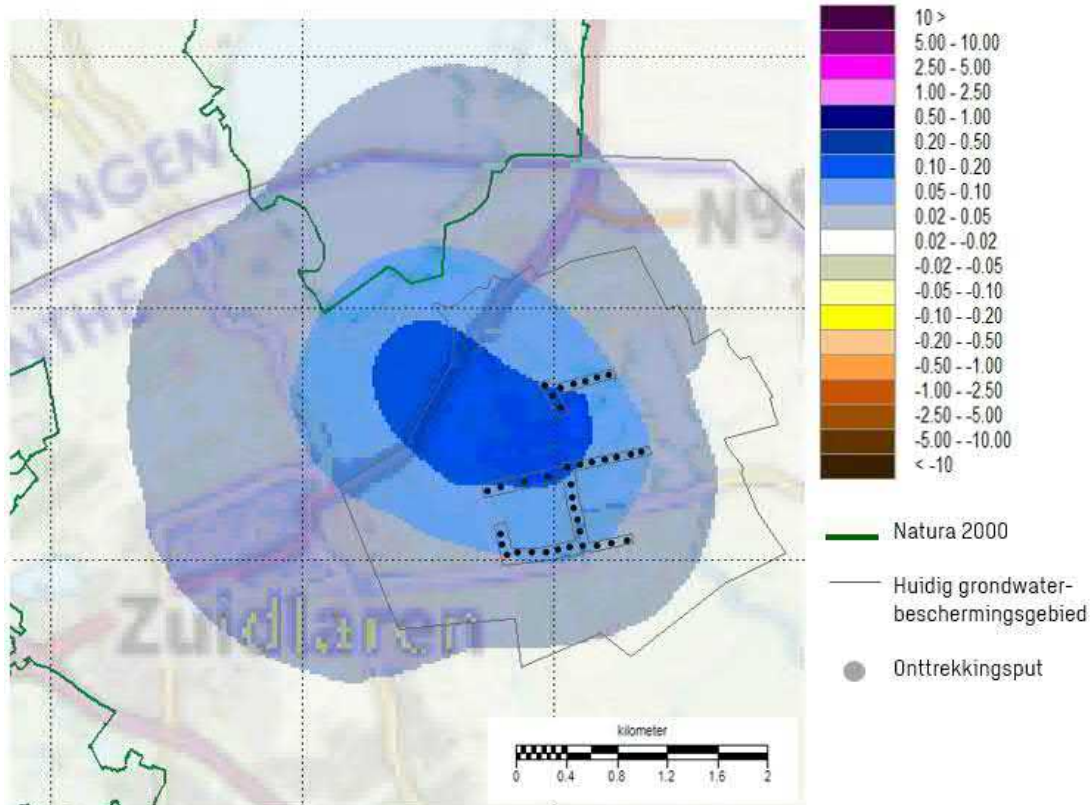 NINGEN
NTHE
N9
Zuidlaren
kilometer
0 0.4 0.8 1.2 1.6 2
10 >
5.00 - 10.00
2.50 - 5.00
1.00 - 2.50
0.50 - 1.00
0.20 - 0.50
0.10 - 0.20
0.05 - 0.10
0.02 - 0.05
0.02 - -0.02
-0.02 - -0.05
-0.05 - -0.10
-0.10 - -0.20
-0.20 - -0.50
-0.50 - -1.00
-1.00 - -2.50
-2.50 - -5.00
-5.00 - -10.00
< -10
Natura 2000
Huidig grondwater-
beschermingsgebied
Onttrekkingsput